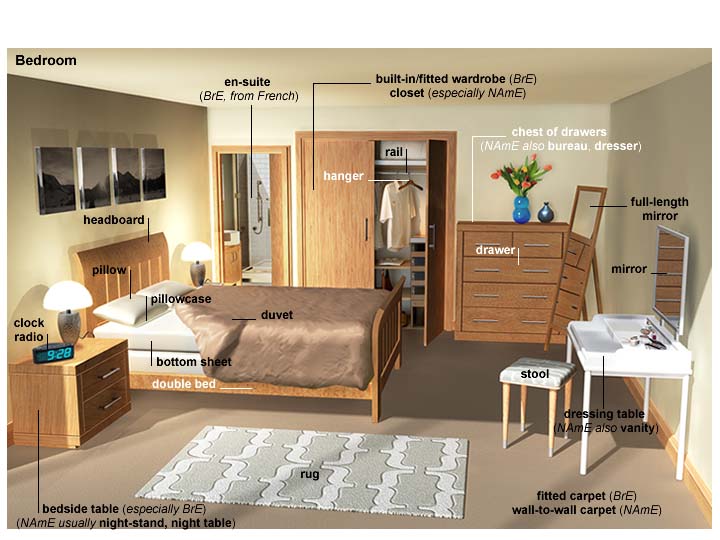 Bedroom
en-suite
(BrE, from French)
built-in/fitted wardrobe (BrE)
closet (especially NAmE)
chest of drawers
(NAmE also bureau, dresser)
rail
hanger
full-length
mirror
headboard
drawer
mirror
pillow
pillowcase
duvet
clock
radio
9:28
bottom sheet
double bed
stool
dressing table
(NAmE also vanity)
rug
bedside table (especially BrE)
(NAmE usually night-stand, night table)
fitted carpet (BrE)
wall-to-wall carpet (NAmE)